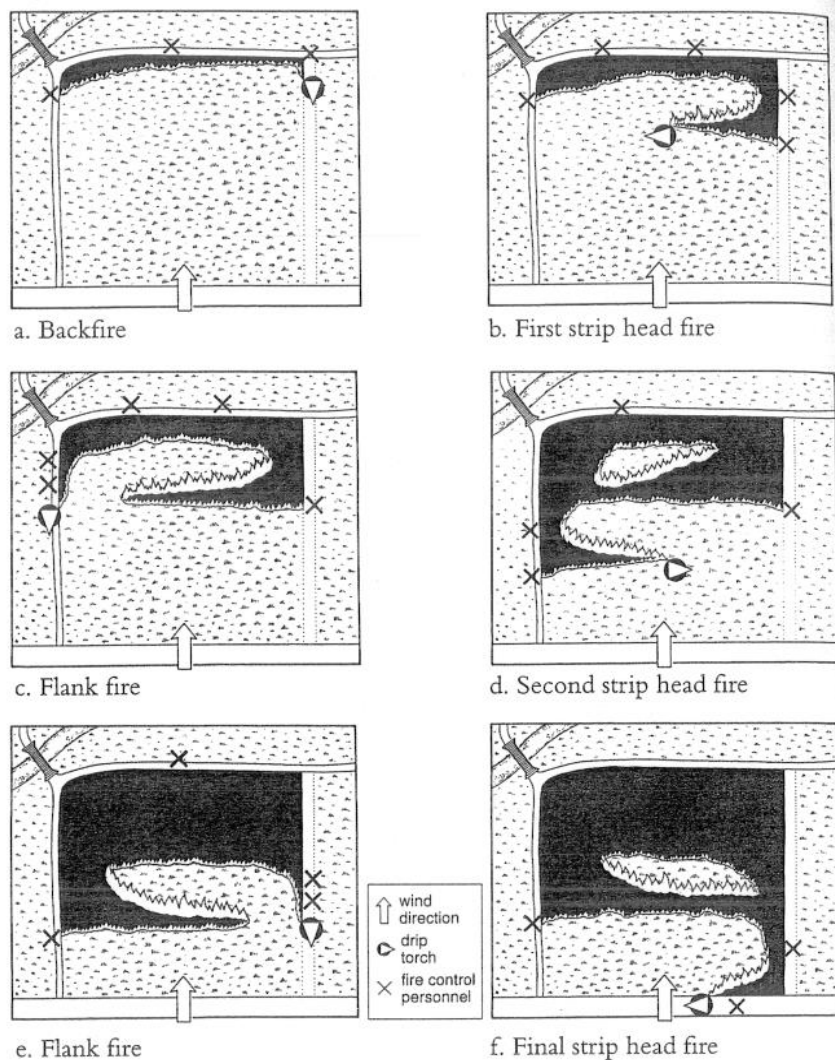 a. Backfire
b. First strip head fire
c. Flank fire
d. Second strip head fire
e. Flank fire
wind
direction
drip
torch
fire control
personnel
f. Final strip head fire